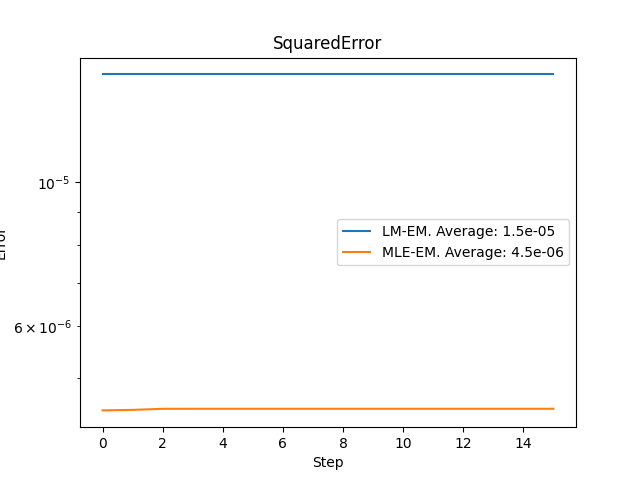 SquaredError
10⁻⁵
6 × 10⁻⁶
LM-EM. Average: 1.5e-05
MLE-EM. Average: 4.5e-06
0 2 4 6 8 10 12 14
Step